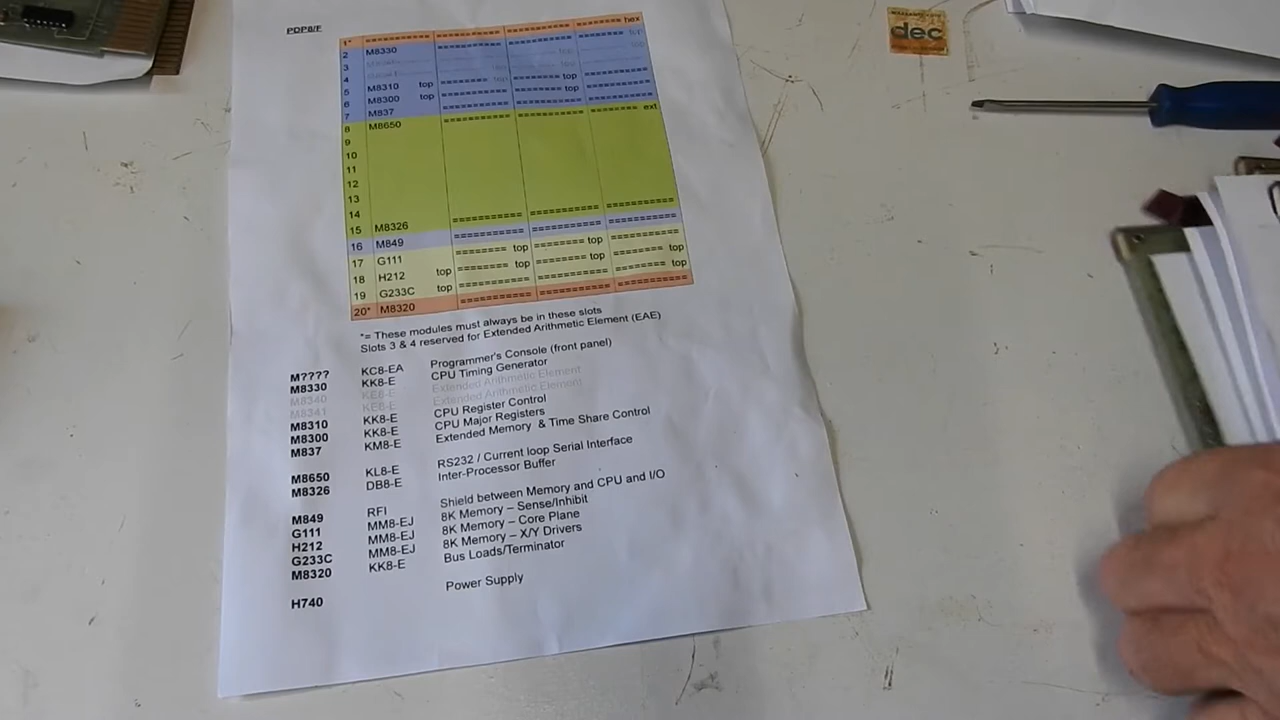 PDP8/F
1* ========== ========== ========== ======== hex
2 M8330 ========== ========== ======== top
3 top top
4 top top
5 M8310 top ======== top ======== top ==========
6 M8300 top ========== ======== top ==========
7 M837 ========== ========== ==========
8 M8650 ========== ========== ======== ext
9
10
11
12
13
14
15 M8326 ========== ========== ==========
16 M849 ========== ========== ==========
17 G111 ======== top ======== top ==========
18 H212 top ======== top ======== top ======== top
19 G233C top ========== ========== ======== top
20* M8320 ========== ========== ==========
*= These modules must always be in these slots
Slots 3 & 4 reserved for Extended Arithmetic Element (EAE)
M???? KC8-EA Programmer's Console (front panel)
M8330 KK8-E CPU Timing Generator
M8340 KE8-E Extended Arithmetic Element
M8341 KE8-E Extended Arithmetic Element
M8310 KK8-E CPU Register Control
M8300 KK8-E CPU Major Registers
M837 KM8-E Extended Memory & Time Share Control
M8650 KL8-E RS232 / Current loop Serial Interface
M8326 DB8-E Inter-Processor Buffer
M849 RFI Shield between Memory and CPU and I/O
G111 MM8-EJ 8K Memory – Sense/Inhibit
H212 MM8-EJ 8K Memory – Core Plane
G233C MM8-EJ 8K Memory – X/Y Drivers
M8320 KK8-E Bus Loads/Terminator
H740 Power Supply
dec